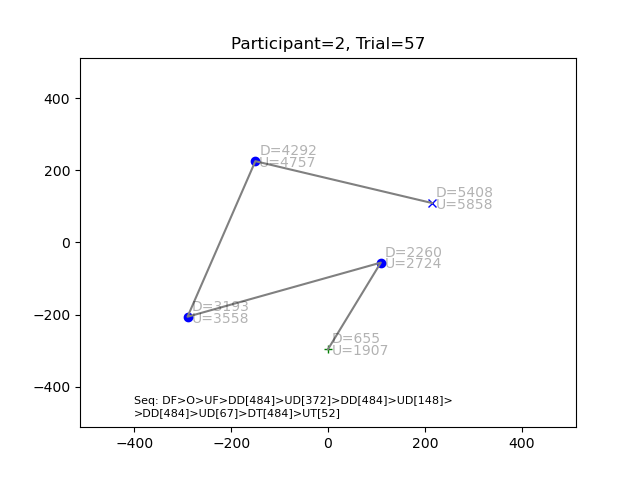 Participant=2, Trial=57
400
200
0
−200
−400
D=4292
U=4757
D=5408
U=5858
D=2260
U=2724
D=3193
U=3558
D=655
U=1907
Seq: DF>O>UF>DD[484]>UD[372]>DD[484]>UD[148]>
>DD[484]>UD[67]>DT[484]>UT[52]
−400
−200
0
200
400